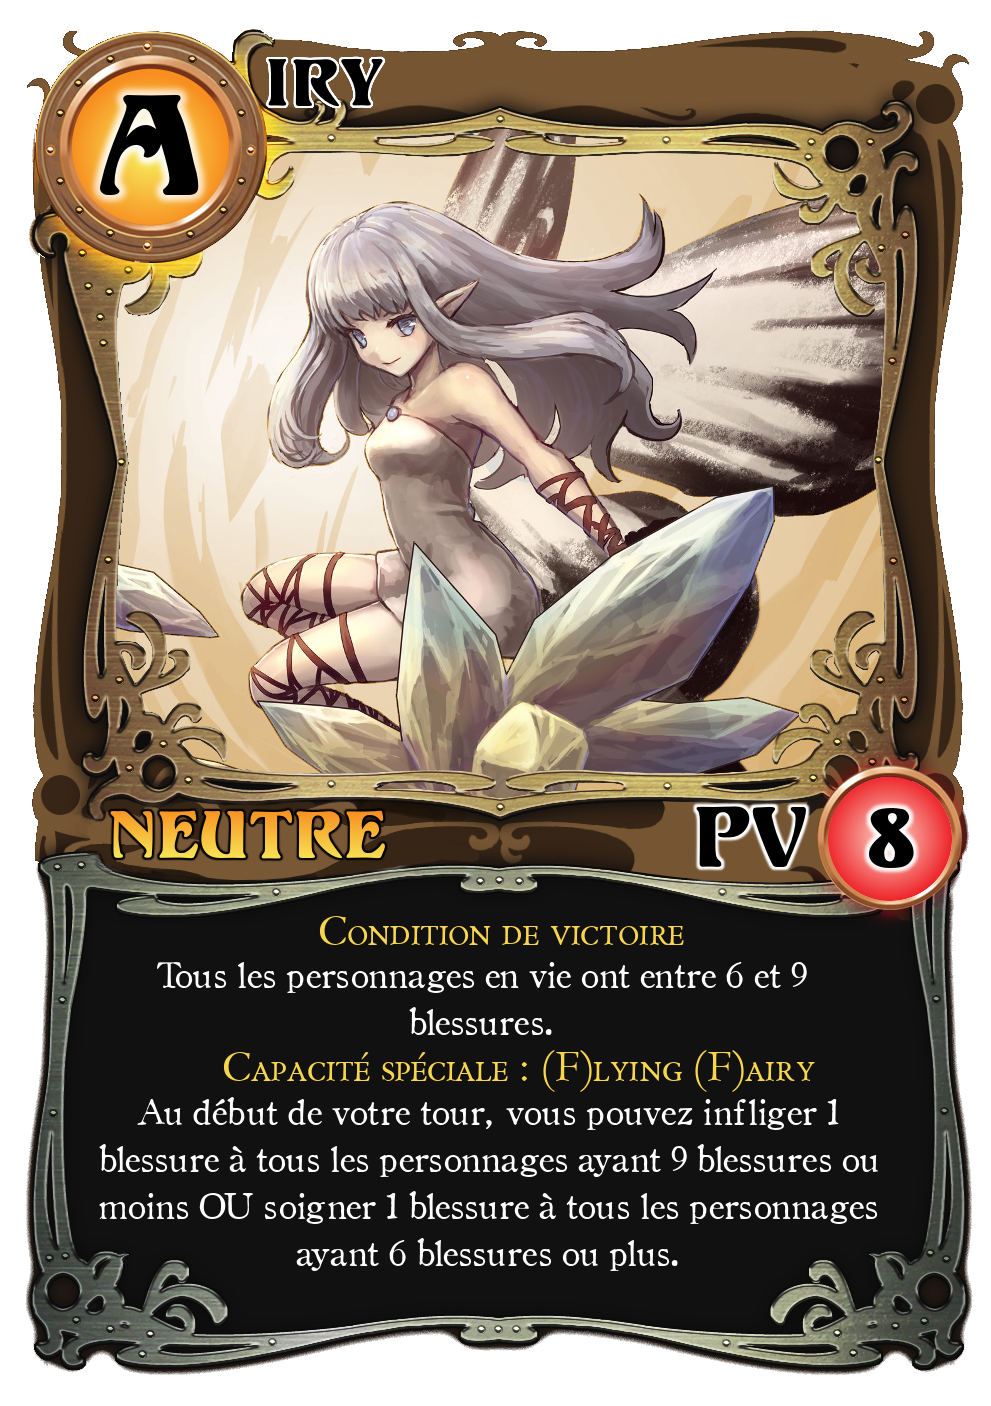 AIRY
NEUTRE
PV 8
Condition de victoire
Tous les personnages en vie ont entre 6 et 9
blessures.
Capacité spéciale : (F)lying (F)airy
Au début de votre tour, vous pouvez infliger 1
blessure à tous les personnages ayant 9 blessures ou
moins OU soigner 1 blessure à tous les personnages
ayant 6 blessures ou plus.